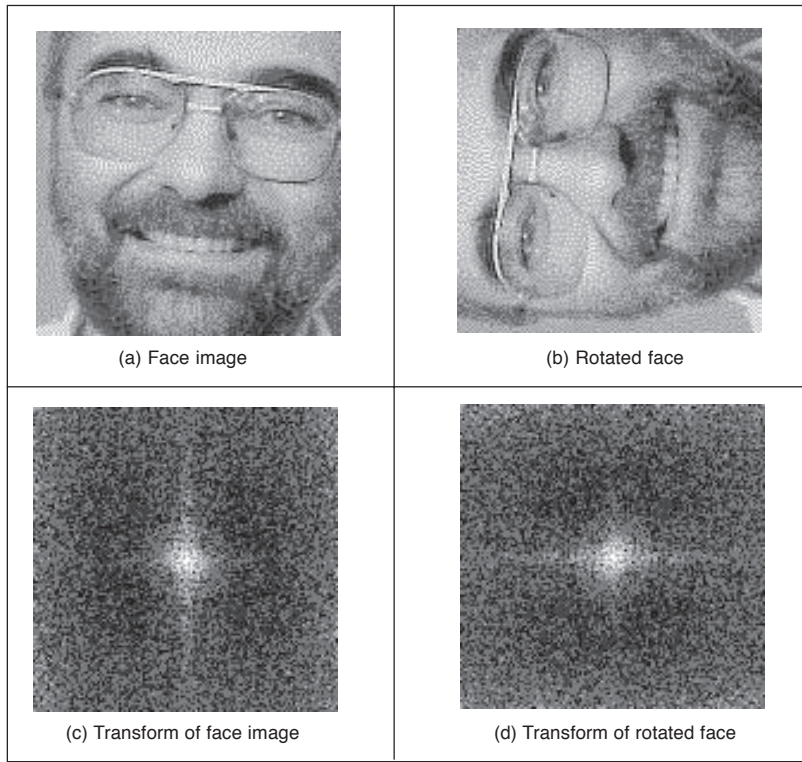 (a) Face image
(b) Rotated face
(c) Transform of face image
(d) Transform of rotated face